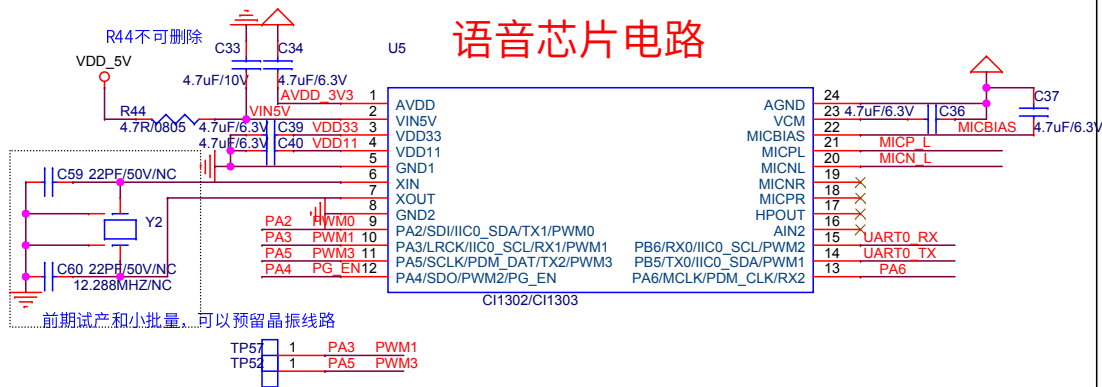 语音芯片电路
R44不可删除
VDD_5V
C33
C34
4.7uF/10V
4.7uF/6.3V
U5
AVDD_3V3
VIN5V
R44
4.7R/0805
4.7uF/6.3V
C39
VDD33
4.7uF/6.3V
C40
VDD11
1 AVDD
2 VIN5V
3 VDD33
4 VDD11
5 GND1
6 XIN
7 XOUT
8 GND2
PA2 PWM0 9 PA2/SDI/IIC0_SDA/TX1/PWM0
PA3 PWM1 10 PA3/LRCK/IIC0_SCL/RX1/PWM1
PA5 PWM3 11 PA5/SCLK/PDM_DAT/TX2/PWM3
PA4 PG_EN 12 PA4/SDO/PWM2/PG_EN
AGND 24
VCM 23
MICBIAS 22
MICPL 21 MICP_L
MICNL 20 MICN_L
MICNR 19
MICPR 18
HPOUT 17
AIN2 16
PB6/RX0/IIC0_SCL/PWM2 15 UART0_RX
PB5/TX0/IIC0_SDA/PWM1 14 UART0_TX
PA6/MCLK/PDM_CLK/RX2 13 PA6
4.7uF/6.3V
C36
MICBIAS
C37
4.7uF/6.3V
CI1302/CI1303
C59 22PF/50V/NC
Y2
C60 22PF/50V/NC
12.288MHZ/NC
前期试产和小批量，可以预留晶振线路
TP57 1 PA3 PWM1
TP52 1 PA5 PWM3